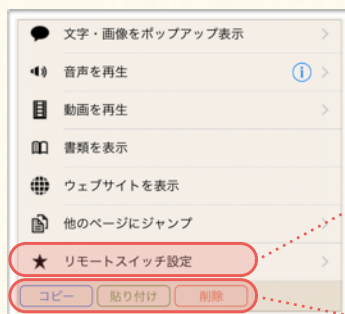 文字・画像をポップアップ表示
音声を再生
動画を再生
書類を表示
ウェブサイトを表示
他のページにジャンプ
リモートスイッチ設定
コピー 貼り付け 削除